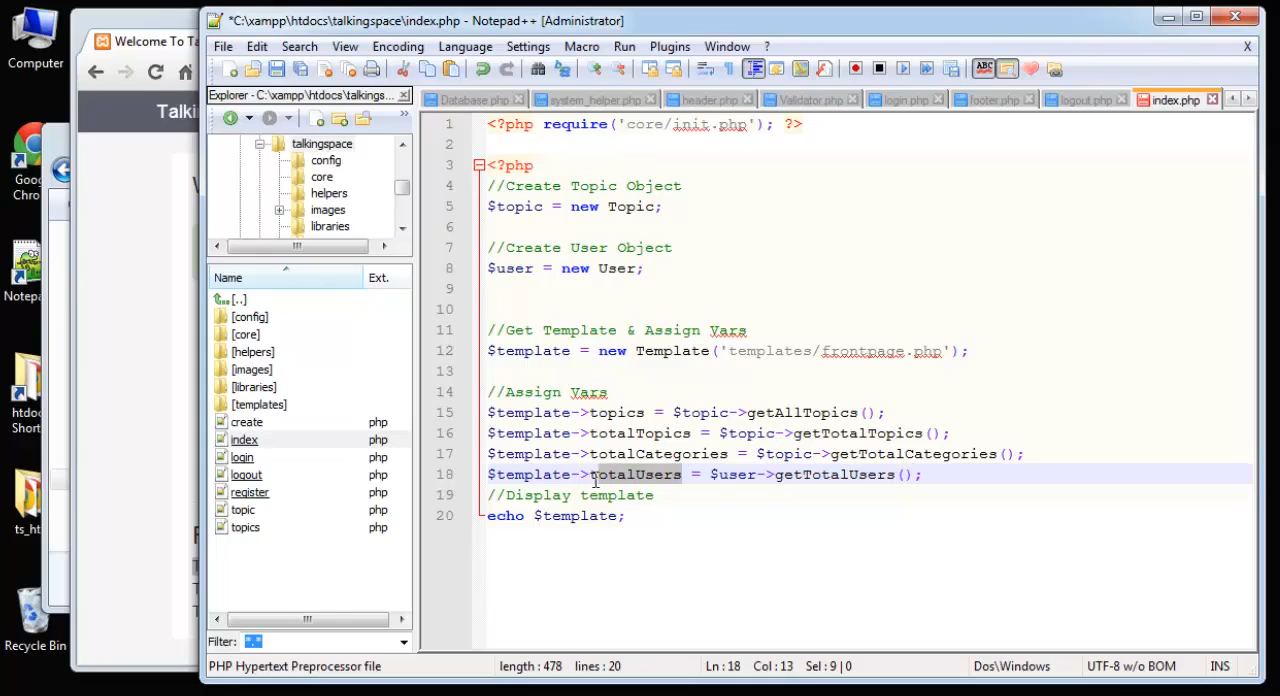 Computer
Goo
Chro
Notepa
htdoc
Short
ts_ht
Recycle Bin
Welcome To Ta
Talki
*C:\xampp\htdocs\talkingspace\index.php - Notepad++ [Administrator]
File Edit Search View Encoding Language Settings Macro Run Plugins Window ? X
Explorer - C:\xampp\htdocs\talkings...
talkingspace
config
core
helpers
images
libraries
Name Ext.
[..]
[config]
[core]
[helpers]
[images]
[libraries]
[templates]
create php
index php
login php
logout php
register php
topic php
topics php
Filter: *.*
Database.php system_helper.php header.php Validator.php login.php footer.php logout.php index.php
1 <?php require('core/init.php'); ?>
2
3 <?php
4 //Create Topic Object
5 $topic = new Topic;
6
7 //Create User Object
8 $user = new User;
9
10
11 //Get Template & Assign Vars
12 $template = new Template('templates/frontpage.php');
13
14 //Assign Vars
15 $template->topics = $topic->getAllTopics();
16 $template->totalTopics = $topic->getTotalTopics();
17 $template->totalCategories = $topic->getTotalCategories();
18 $template->totalUsers = $user->getTotalUsers();
19 //Display template
20 echo $template;
PHP Hypertext Preprocessor file length : 478 lines : 20 Ln : 18 Col : 13 Sel : 9 | 0 Dos\Windows UTF-8 w/o BOM INS